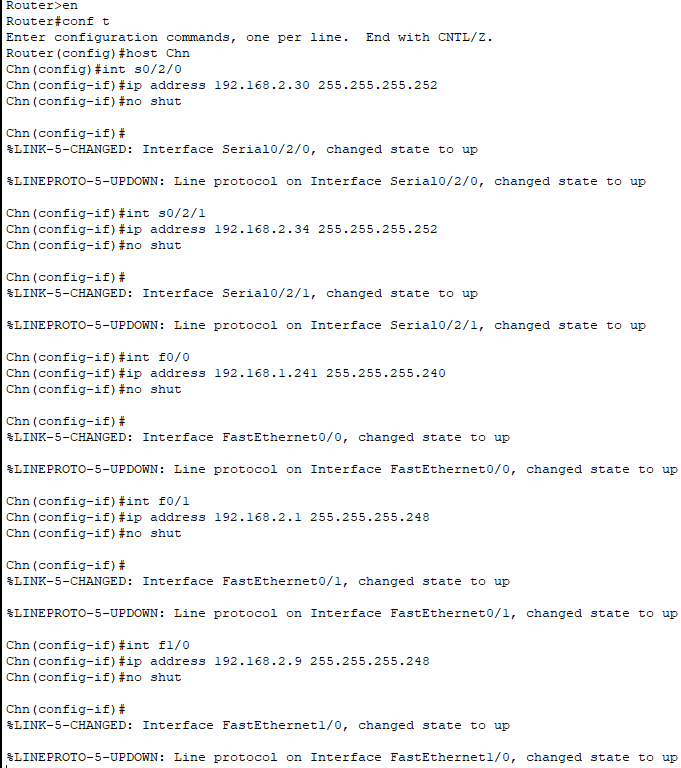 Router>en
Router#conf t
Enter configuration commands, one per line.  End with CNTL/Z.
Router(config)#host Chn
Chn(config)#int s0/2/0
Chn(config-if)#ip address 192.168.2.30 255.255.255.252
Chn(config-if)#no shut
Chn(config-if)#
%LINK-5-CHANGED: Interface Serial0/2/0, changed state to up
%LINEPROTO-5-UPDOWN: Line protocol on Interface Serial0/2/0, changed state to up
Chn(config-if)#int s0/2/1
Chn(config-if)#ip address 192.168.2.34 255.255.255.252
Chn(config-if)#no shut
Chn(config-if)#
%LINK-5-CHANGED: Interface Serial0/2/1, changed state to up
%LINEPROTO-5-UPDOWN: Line protocol on Interface Serial0/2/1, changed state to up
Chn(config-if)#int f0/0
Chn(config-if)#ip address 192.168.1.241 255.255.255.240
Chn(config-if)#no shut
Chn(config-if)#
%LINK-5-CHANGED: Interface FastEthernet0/0, changed state to up
%LINEPROTO-5-UPDOWN: Line protocol on Interface FastEthernet0/0, changed state to up
Chn(config-if)#int f0/1
Chn(config-if)#ip address 192.168.2.1 255.255.255.248
Chn(config-if)#no shut
Chn(config-if)#
%LINK-5-CHANGED: Interface FastEthernet0/1, changed state to up
%LINEPROTO-5-UPDOWN: Line protocol on Interface FastEthernet0/1, changed state to up
Chn(config-if)#int f1/0
Chn(config-if)#ip address 192.168.2.9 255.255.255.248
Chn(config-if)#no shut
Chn(config-if)#
%LINK-5-CHANGED: Interface FastEthernet1/0, changed state to up
%LINEPROTO-5-UPDOWN: Line protocol on Interface FastEthernet1/0, changed state to up